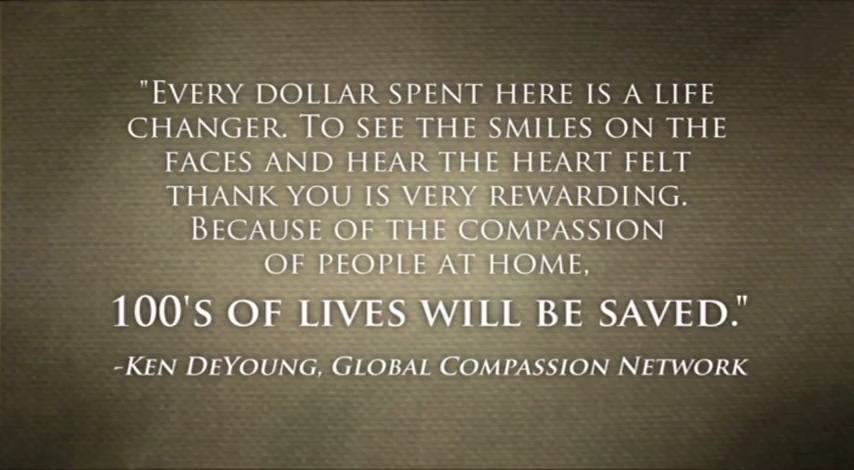 "Every dollar spent here is a life
changer. To see the smiles on the
faces and hear the heart felt
thank you is very rewarding.
Because of the compassion
of people at home,
100's of lives will be saved."
-Ken DeYoung, Global Compassion Network